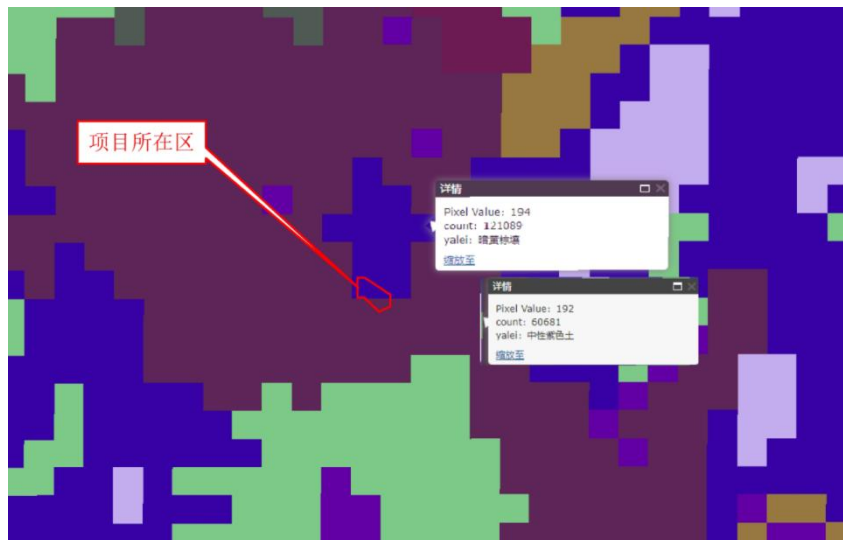 项目所在区
详情
Pixel Value: 194
count: 121089
yalei: 暗黄棕壤
缩放至
详情
Pixel Value: 192
count: 60681
yalei: 中性紫色土
缩放至